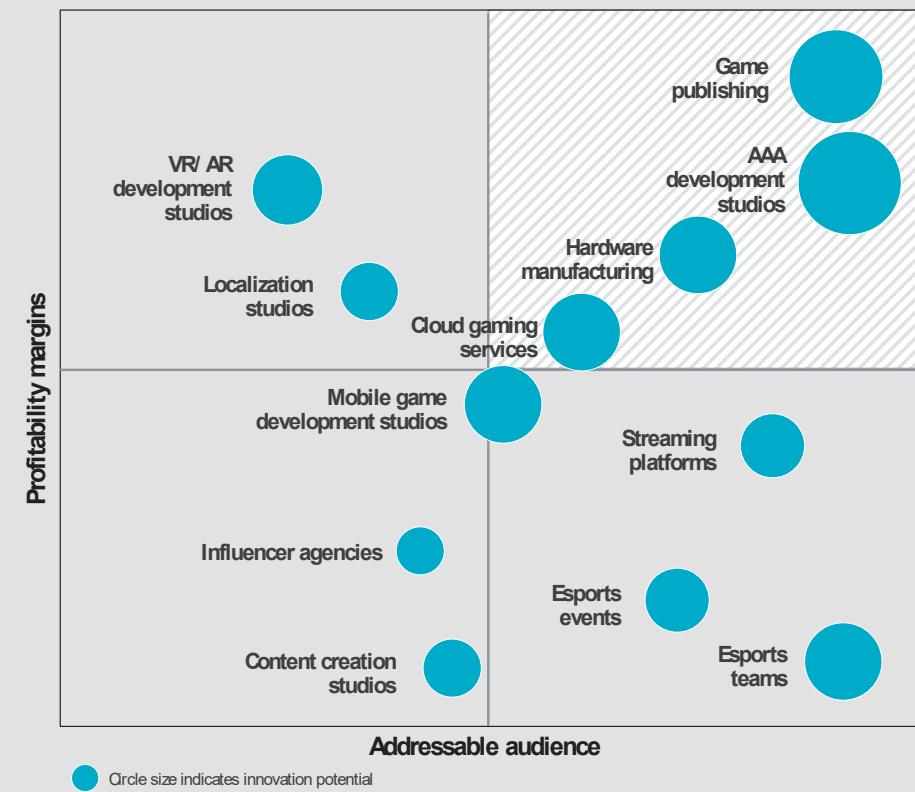 Game
publishing
AAA
development
studios
VR/ AR
development
studios
Hardware
manufacturing
Localization
studios
Cloud gaming
services
Mobile game
development studios
Streaming
platforms
Influencer agencies
Esports
events
Content creation
studios
Esports
teams
Profitability margins
Addressable audience
Circle size indicates innovation potential